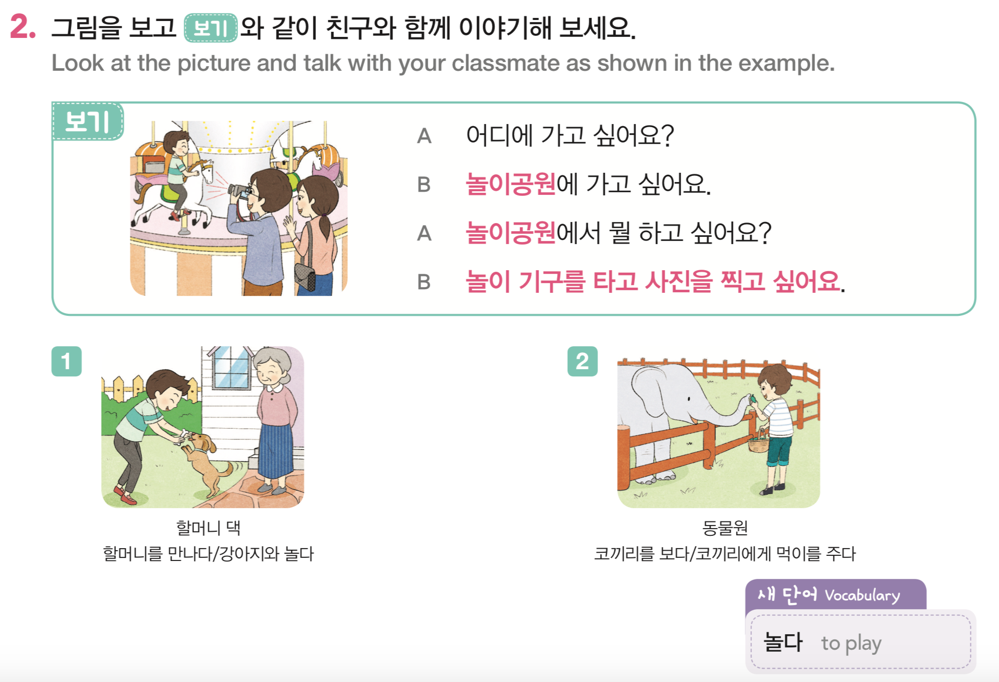 2. 그림을 보고 보기와 같이 친구와 함께 이야기해 보세요.
Look at the picture and talk with your classmate as shown in the example.
보기
A 어디에 가고 싶어요?
B 놀이공원에 가고 싶어요.
A 놀이공원에서 뭘 하고 싶어요?
B 놀이 기구를 타고 사진을 찍고 싶어요.
1
할머니 댁
할머니를 만나다/강아지와 놀다
2
동물원
코끼리를 보다/코끼리에게 먹이를 주다
새 단어 Vocabulary
놀다 to play